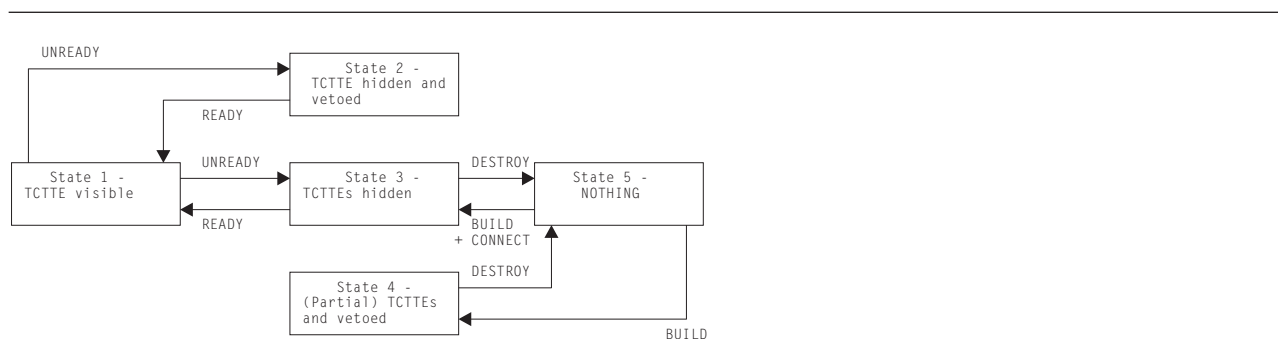 UNREADY
State 2 -
TCTTE hidden and
vetoed
READY
State 1 -
TCTTE visible
UNREADY
READY
State 3 -
TCTTEs hidden
DESTROY
BUILD
+ CONNECT
State 5 -
NOTHING
DESTROY
State 4 -
(Partial) TCTTEs
and vetoed
BUILD